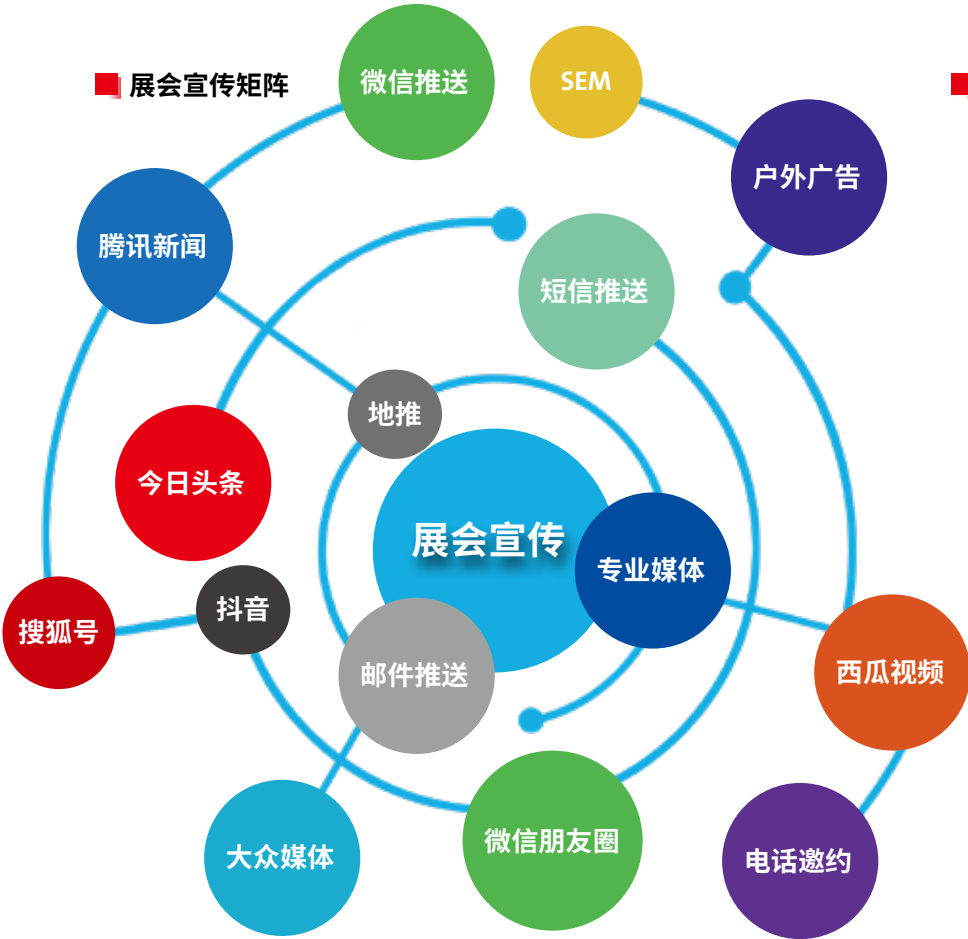 展会宣传矩阵
微信推送
SEM
户外广告
腾讯新闻
短信推送
地推
今日头条
展会宣传
专业媒体
抖音
搜狐号
邮件推送
西瓜视频
微信朋友圈
大众媒体
电话邀约